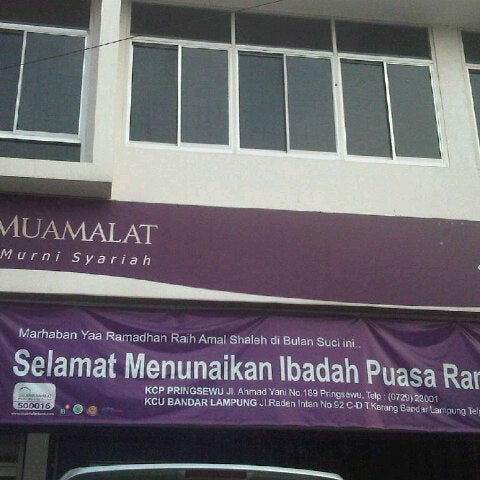 MUAMALAT
Murni Syariah
Marhaban Yaa Ramadhan Raih Amal Shaleh di Bulan Suci ini..
Selamat Menunaikan Ibadah Puasa Ram
KCP PRINGSEWU Jl. Ahmad Yani No.189 Pringsewu, Telp : (0729) 22001
KCU BANDAR LAMPUNG Jl.Raden Intan No.92 C-D T.Karang Bandar Lampung Telp
500016